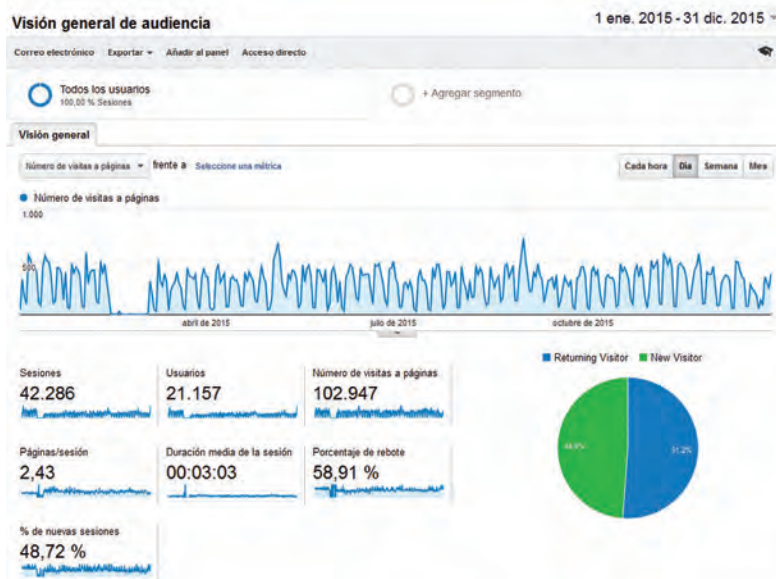 Visión general de audiencia
1 ene. 2015 - 31 dic. 2015
Correo electrónico Exportar Añadir al panel Acceso directo
Todos los usuarios
100,00 % Sesiones
+ Agregar segmento
Visión general
Número de visitas a páginas frente a Seleccione una métrica
Cada hora Día Semana Mes
Número de visitas a páginas
1.000
500
abril de 2015 julio de 2015 octubre de 2015
Returning Visitor New Visitor
Sesiones
42.286
Usuarios
21.157
Número de visitas a páginas
102.947
Páginas/sesión
2,43
Duración media de la sesión
00:03:03
Porcentaje de rebote
58,91 %
% de nuevas sesiones
48,72 %
51,2%